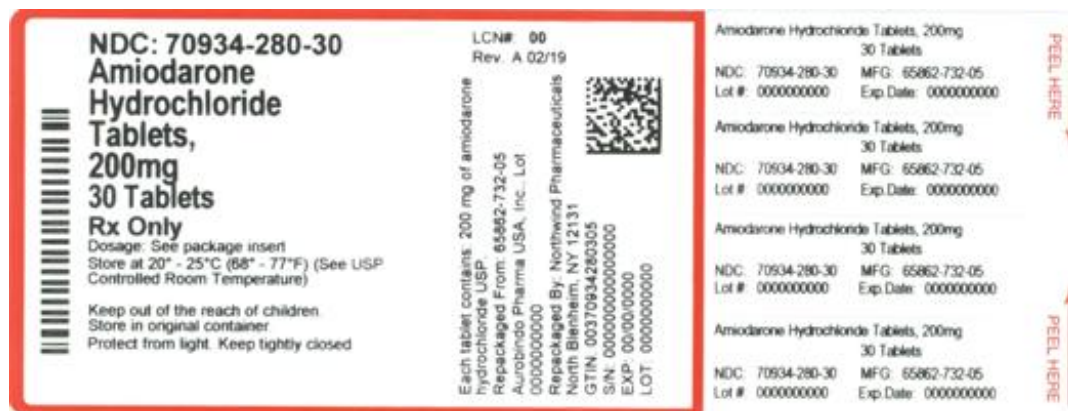 NDC: 70934-280-30
Amiodarone
Hydrochloride
Tablets,
200mg
30 Tablets
Rx Only
Dosage: See package insert
Store at 20° - 25°C (68° - 77°F) (See USP
Controlled Room Temperature)
Keep out of the reach of children.
Store in original container
Protect from light. Keep tightly closed
LCN#: 00
Rev. A 02/19
Each tablet contains: 200 mg of amiodarone
hydrochloride USP.
Repackaged From: 65862-732-05
Aurobindo Pharma USA, Inc., Lot
0000000000
Repackaged By: Northwind Pharmaceuticals
North Blenheim, NY 12131
GTIN: 00370934280305
S/N: 00000000000000
EXP: 00/00/0000
LOT: 00000000000
Amiodarone Hydrochloride Tablets, 200mg
30 Tablets
NDC: 70934-280-30 MFG: 65862-732-05
Lot #: 0000000000 Exp.Date: 0000000000
Amiodarone Hydrochloride Tablets, 200mg
30 Tablets
NDC: 70934-280-30 MFG: 65862-732-05
Lot #: 0000000000 Exp.Date: 0000000000
Amiodarone Hydrochloride Tablets, 200mg
30 Tablets
NDC: 70934-280-30 MFG: 65862-732-05
Lot #: 0000000000 Exp.Date: 0000000000
Amiodarone Hydrochloride Tablets, 200mg
30 Tablets
NDC: 70934-280-30 MFG: 65862-732-05
Lot #: 0000000000 Exp.Date: 0000000000
PEEL HERE
PEEL HERE